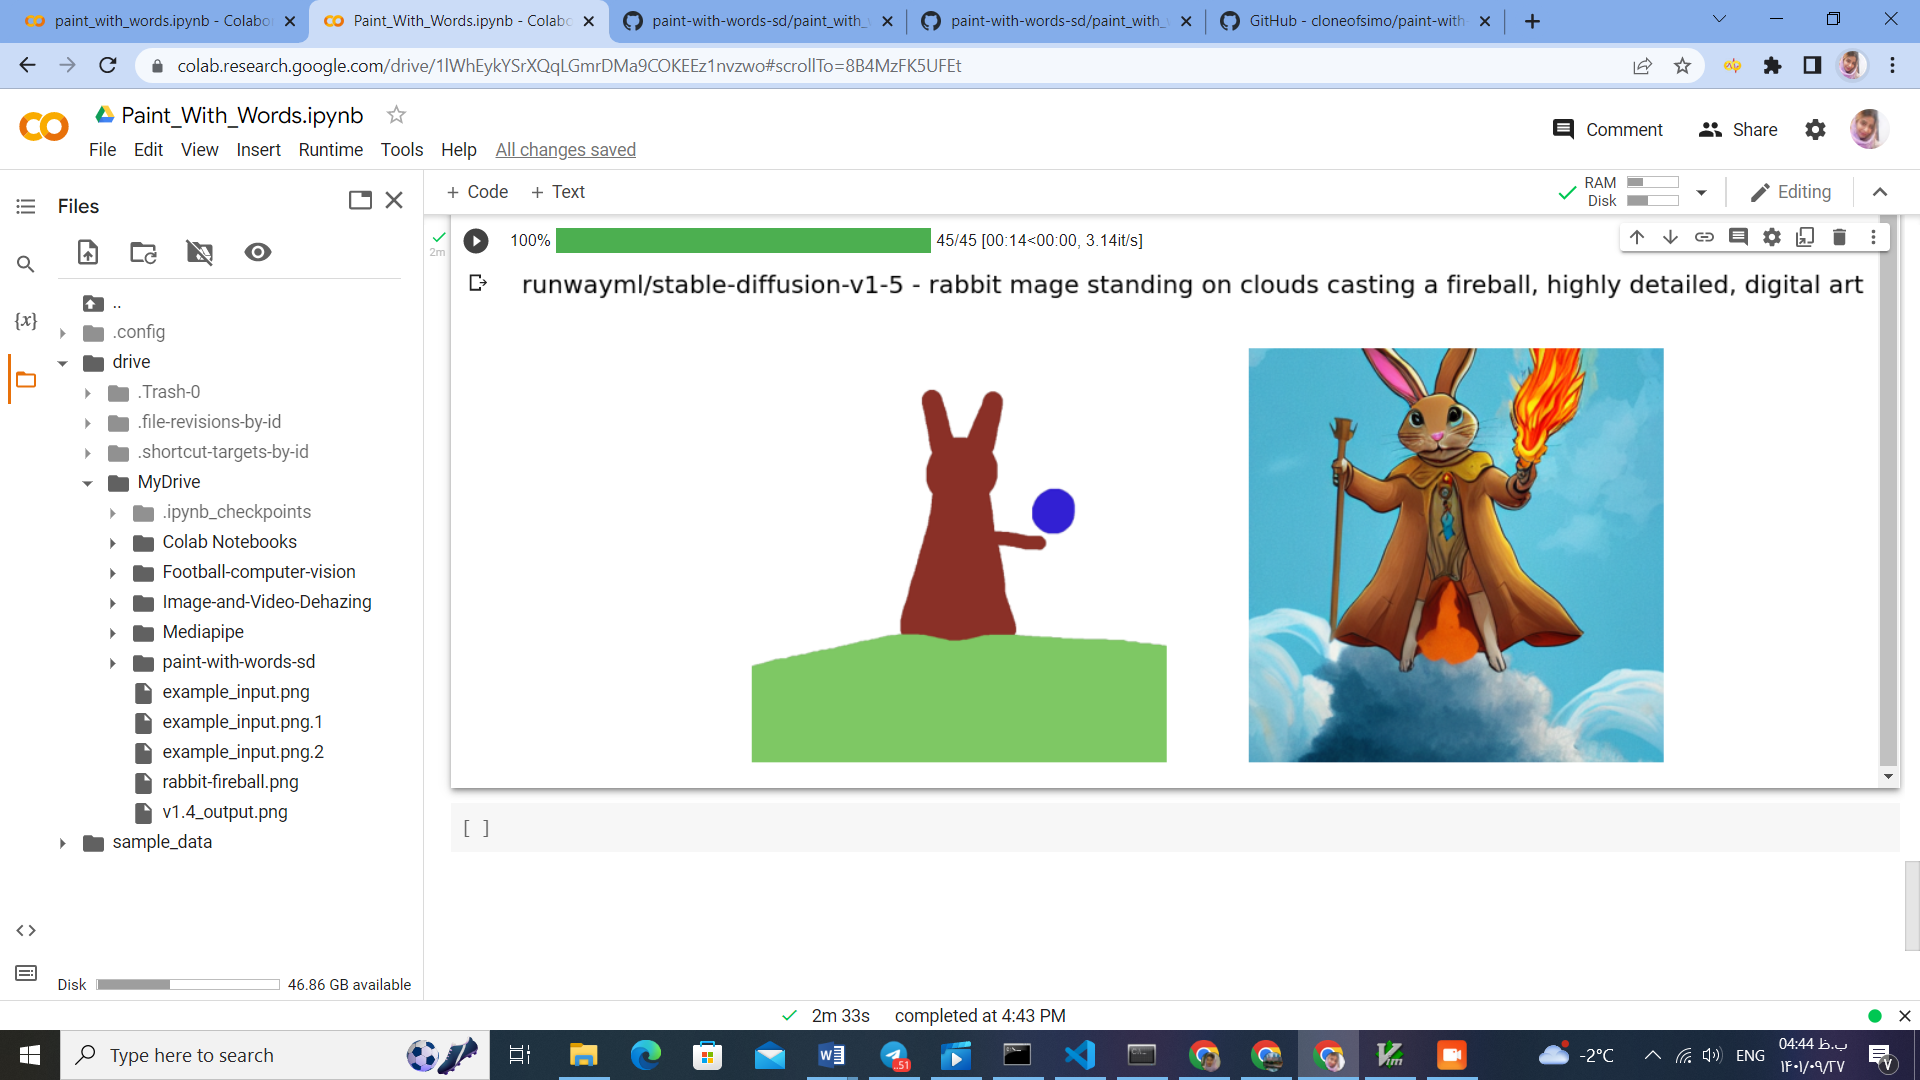 paint_with_words.ipynb - Colabo
Paint_With_Words.ipynb - Colabo
paint-with-words-sd/paint_with_
paint-with-words-sd/paint_with_
GitHub - cloneofsimo/paint-with
colab.research.google.com/drive/1lWhEykYSrXQqLGmrDMa9COKEEz1nvzwo#scrollTo=8B4MzFK5UFEt
Paint_With_Words.ipynb
Comment
Share
File Edit View Insert Runtime Tools Help All changes saved
Files
+ Code + Text
RAM
Disk
Editing
2m
100% 45/45 [00:14<00:00, 3.14it/s]
runwayml/stable-diffusion-v1-5 - rabbit mage standing on clouds casting a fireball, highly detailed, digital art
{x}
..
.config
drive
.Trash-0
.file-revisions-by-id
.shortcut-targets-by-id
MyDrive
.ipynb_checkpoints
Colab Notebooks
Football-computer-vision
Image-and-Video-Dehazing
Mediapipe
paint-with-words-sd
example_input.png
example_input.png.1
example_input.png.2
rabbit-fireball.png
v1.4_output.png
sample_data
[ ]
Disk 46.86 GB available
2m 33s completed at 4:43 PM
Type here to search
51
-2°C
ENG
04:44 ب.ظ
۱۴۰۱/۰۹/۲۷